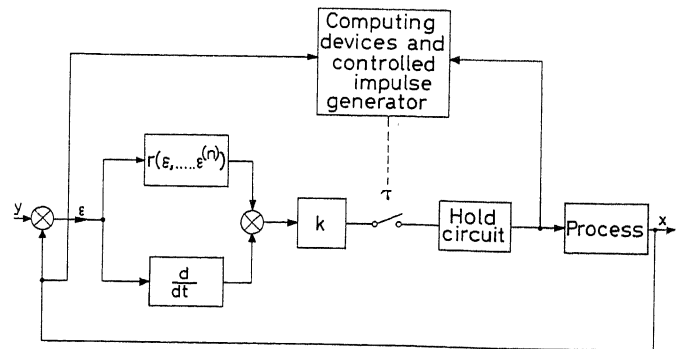 Computing
devices and
controlled
impulse
generator
r(ε,.....ε(n))
τ
y
ε
k
Hold
circuit
Process
x
d
dt